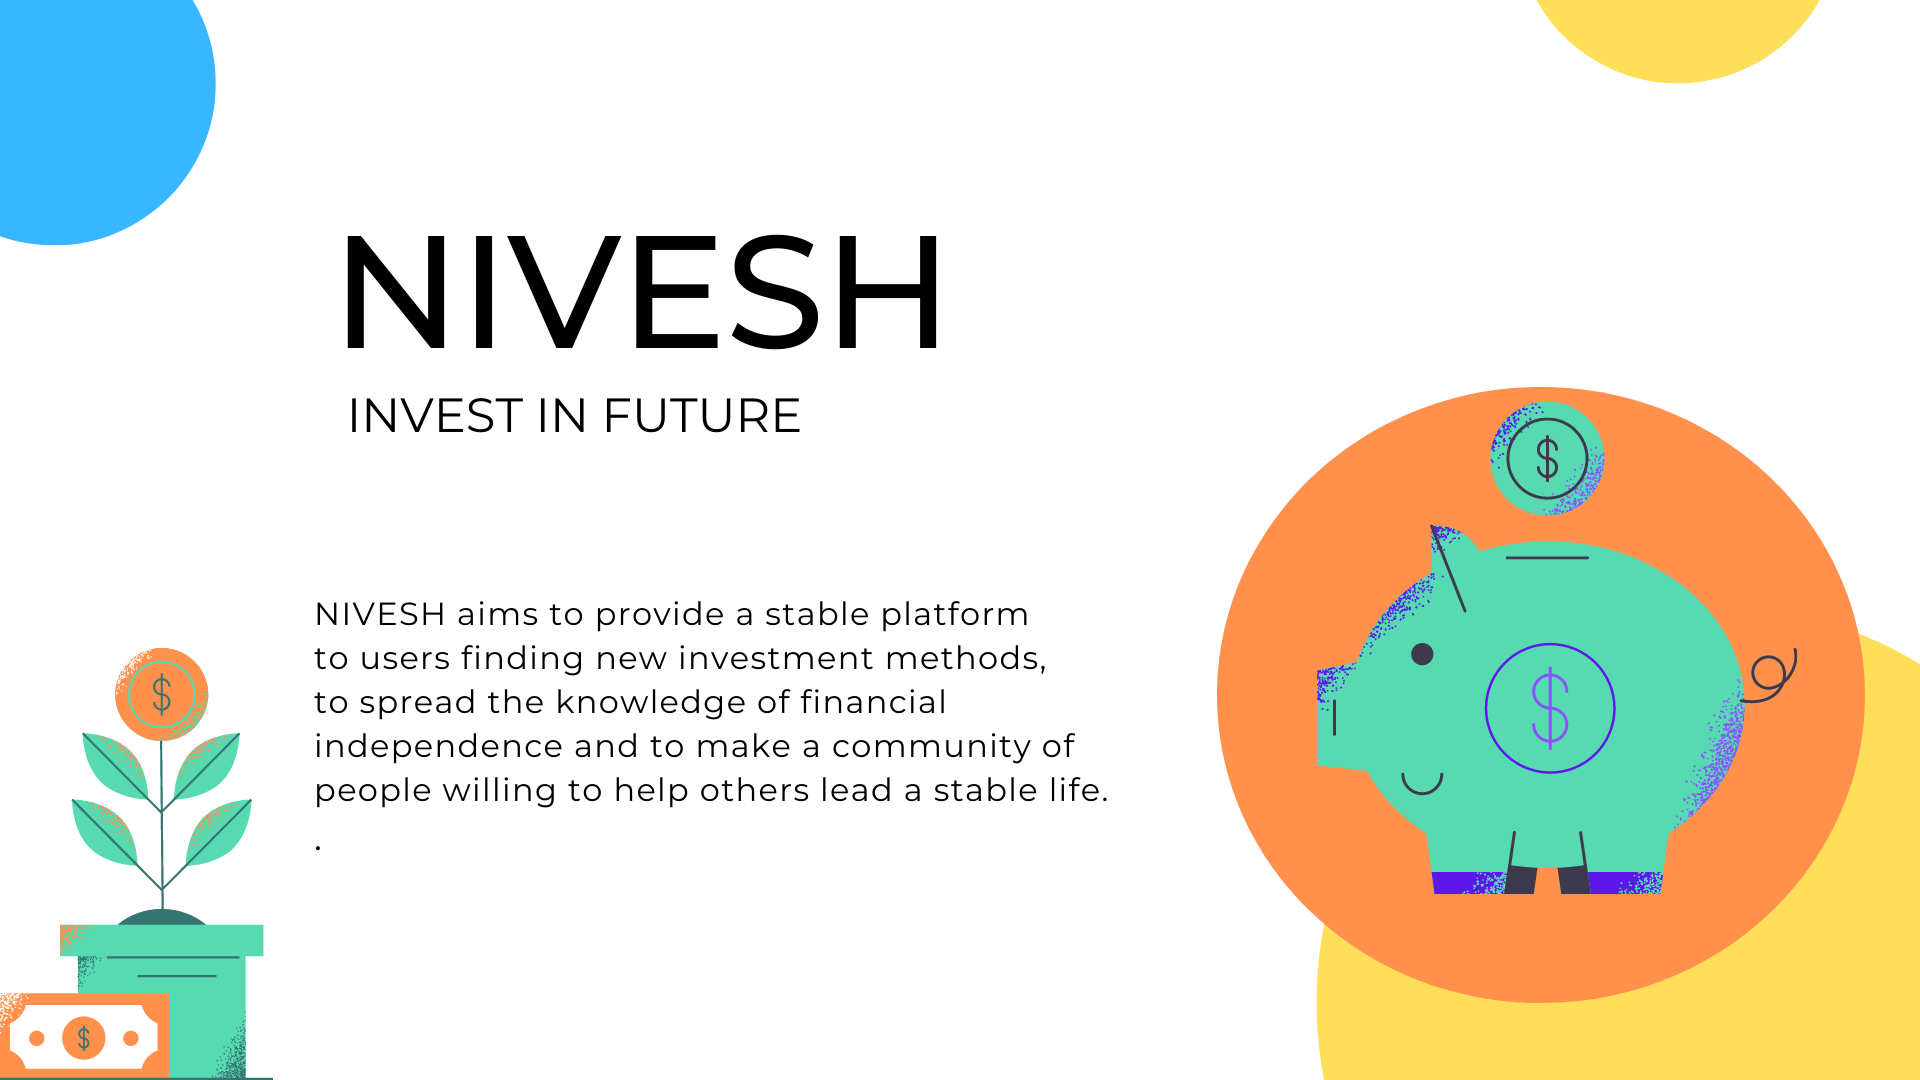 NIVESH
INVEST IN FUTURE
NIVESH aims to provide a stable platform
to users finding new investment methods,
to spread the knowledge of financial
independence and to make a community of
people willing to help others lead a stable life.
.
$
$
$
$